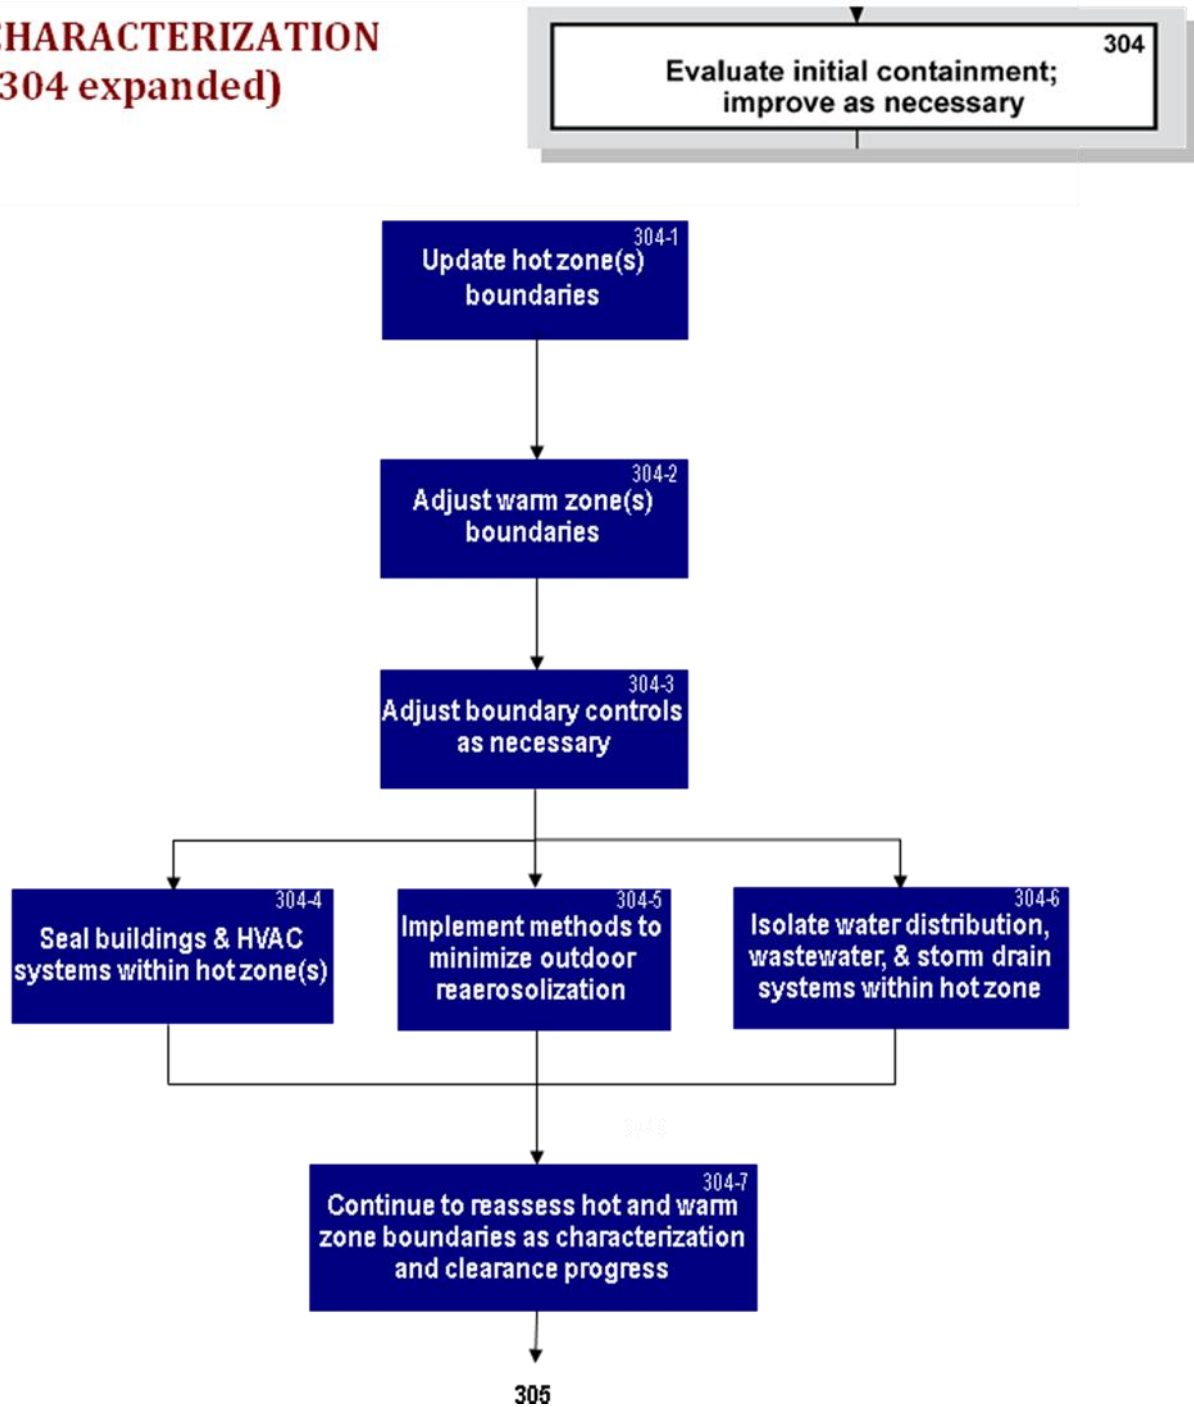 CHARACTERIZATION
304 expanded)
304
Evaluate initial containment;
improve as necessary
304-1
Update hot zone(s)
boundaries
304-2
Adjust warm zone(s)
boundaries
304-3
Adjust boundary controls
as necessary
304-4
Seal buildings & HVAC
systems within hot zone(s)
304-5
Implement methods to
minimize outdoor
reaerosolization
304-6
Isolate water distribution,
wastewater, & storm drain
systems within hot zone
304-7
Continue to reassess hot and warm
zone boundaries as characterization
and clearance progress
305